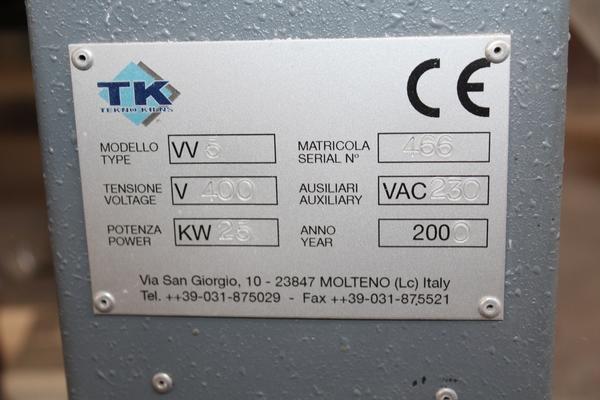 TK
TEKNO KILNS
CE
MODELLO
TYPE
VV 5
MATRICOLA
SERIAL Nº
466
TENSIONE
VOLTAGE
V 400
AUSILIARI
AUXILIARY
VAC 230
POTENZA
POWER
KW 25
ANNO
YEAR
2000
Via San Giorgio, 10 - 23847 MOLTENO (Lc) Italy
Tel. ++39-031-875029 - Fax ++39-031-875521